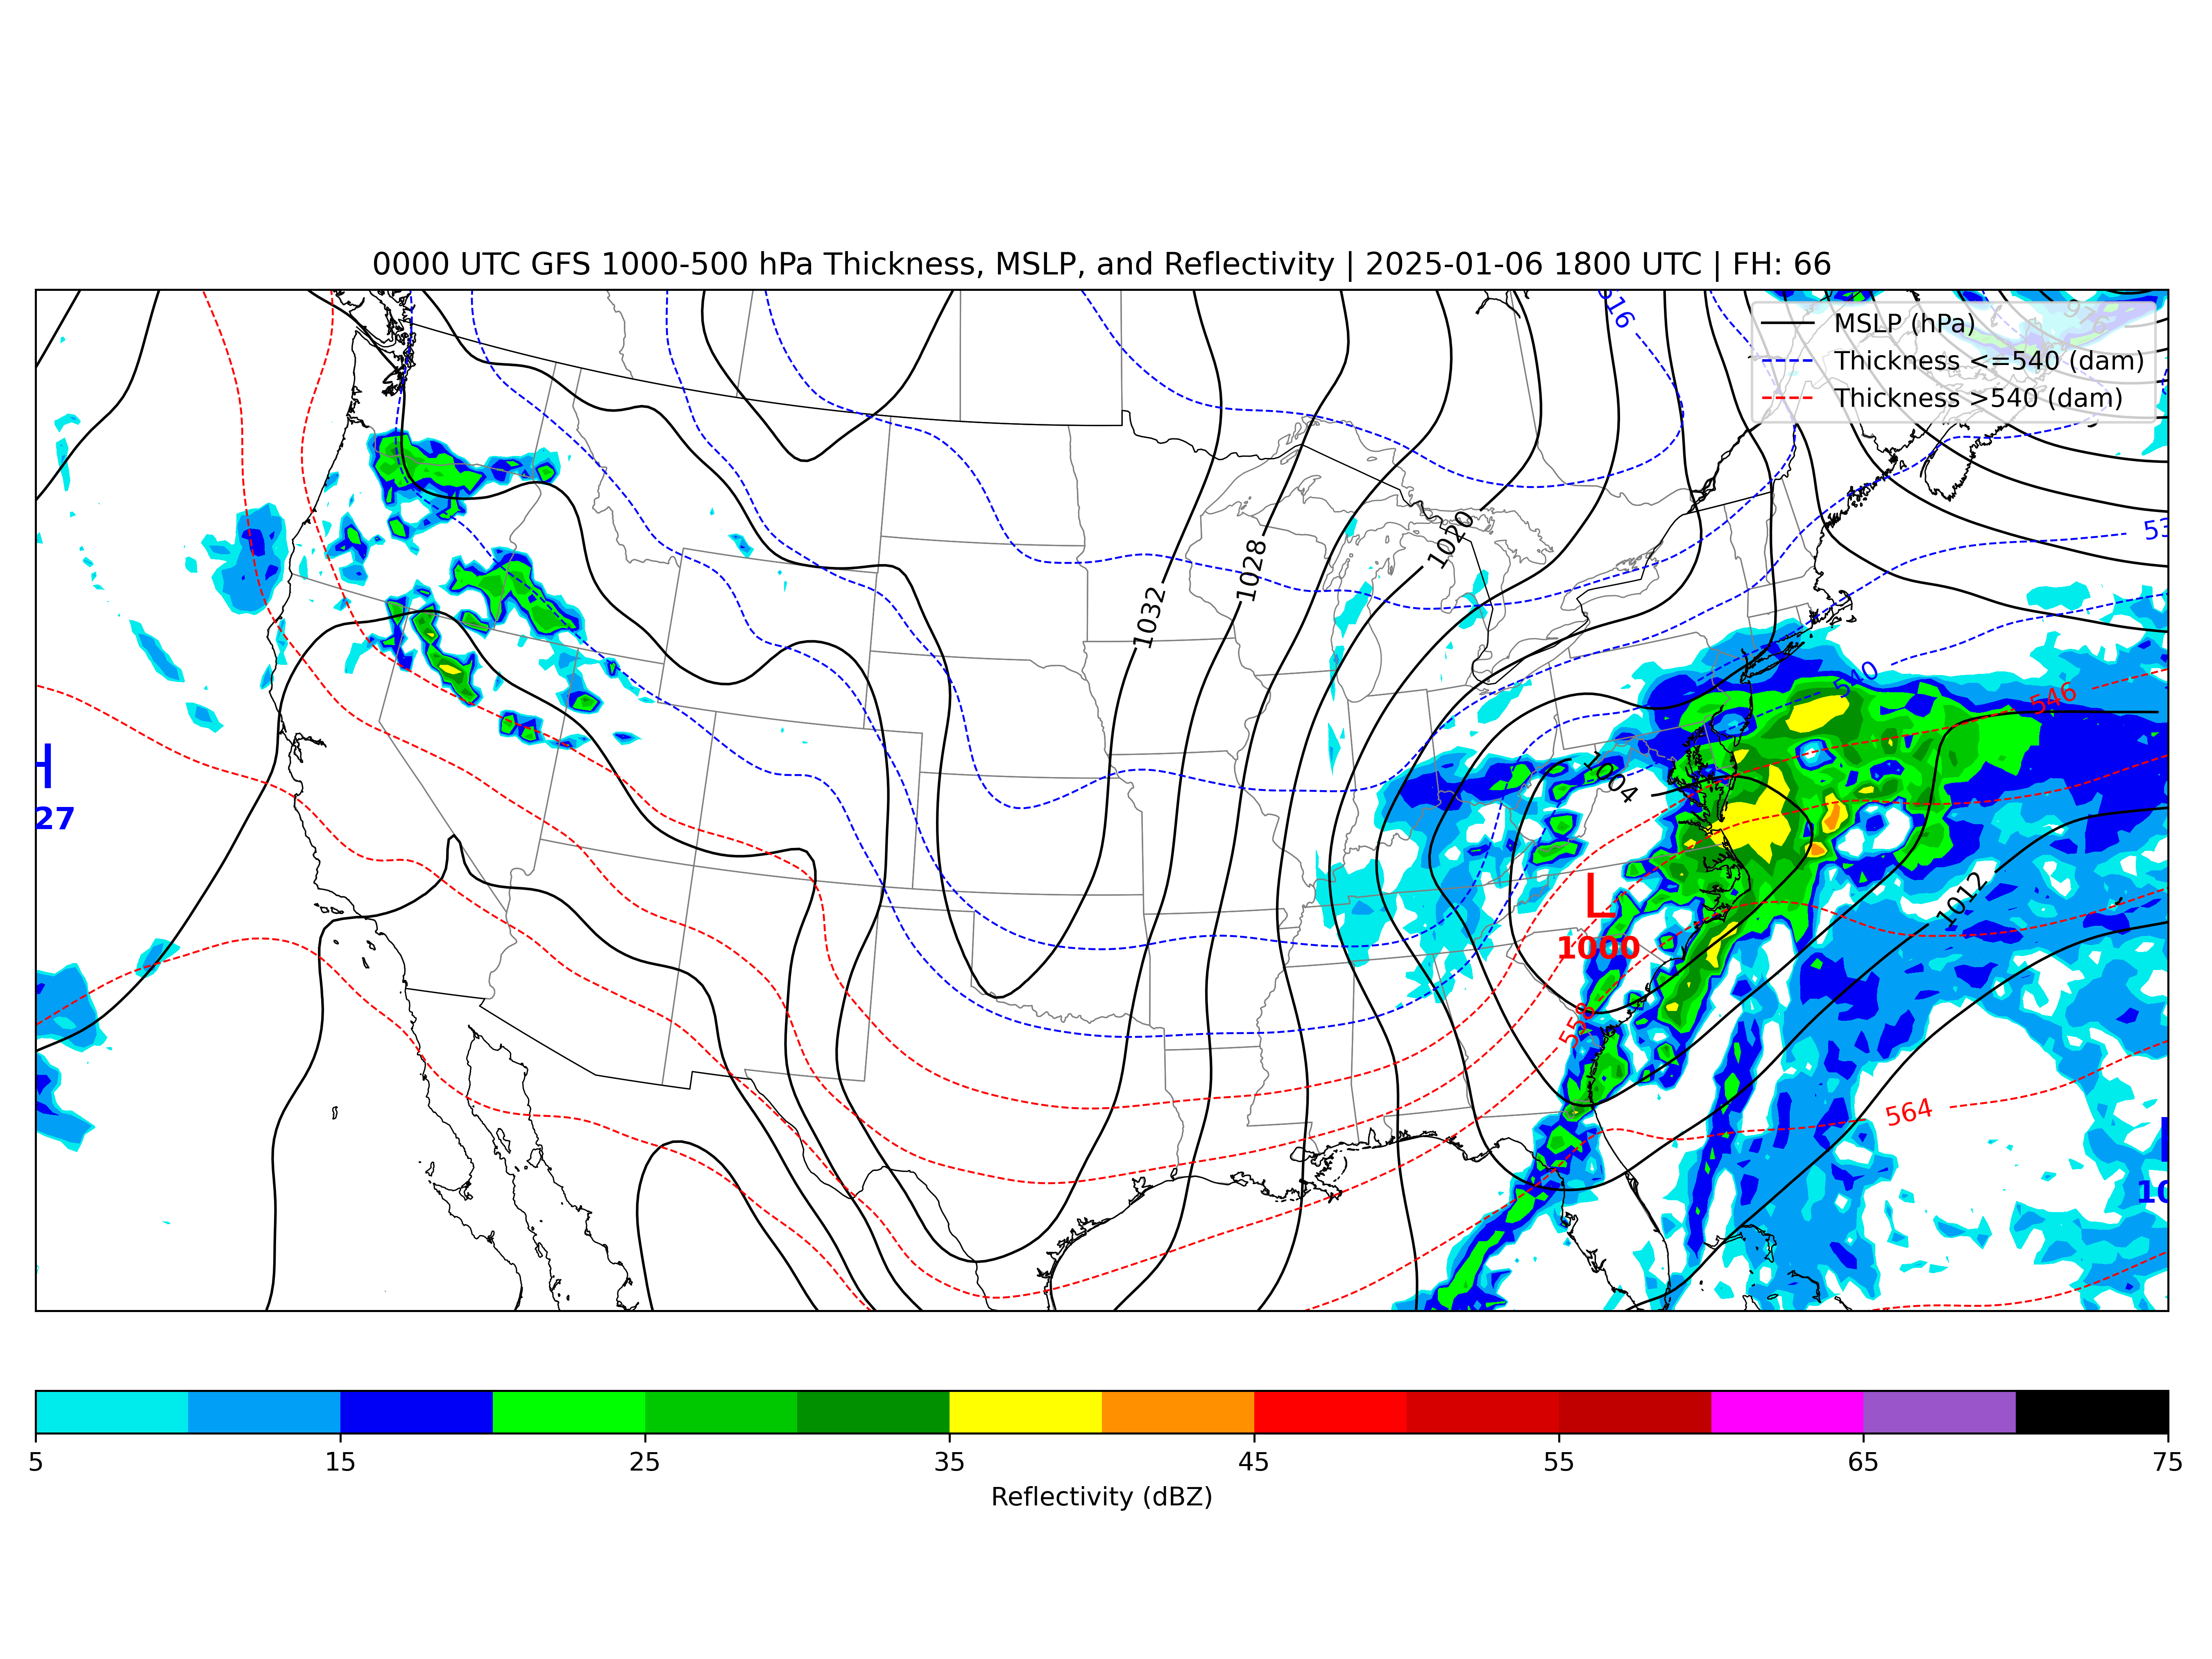 0000 UTC GFS 1000-500 hPa Thickness, MSLP, and Reflectivity | 2025-01-06 1800 UTC | FH: 66
516
976
MSLP (hPa)
Thickness <=540 (dam)
Thickness >540 (dam)
1020
53
1028
1032
540
546
H
27
1004
1012
L
1000
558
564
10
5 15 25 35 45 55 65 75
Reflectivity (dBZ)